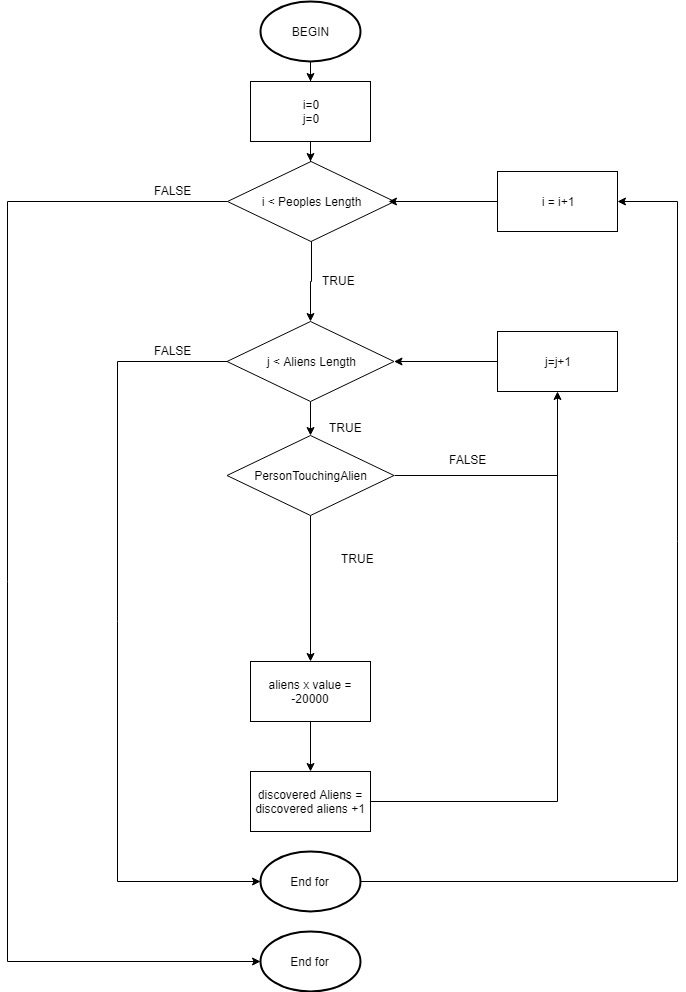 BEGIN
i=0
j=0
FALSE
i < Peoples Length
i = i+1
TRUE
FALSE
j < Aliens Length
j=j+1
TRUE
PersonTouchingAlien
FALSE
TRUE
aliens x value =
-20000
discovered Aliens =
discovered aliens +1
End for
End for